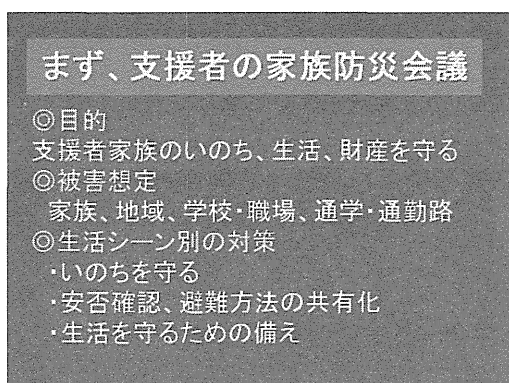 まず、支援者の家族防災会議
◎目的
支援者家族のいのち、生活、財産を守る
◎被害想定
家族、地域、学校・職場、通学・通勤路
◎生活シーン別の対策
・いのちを守る
・安否確認、避難方法の共有化
・生活を守るための備え